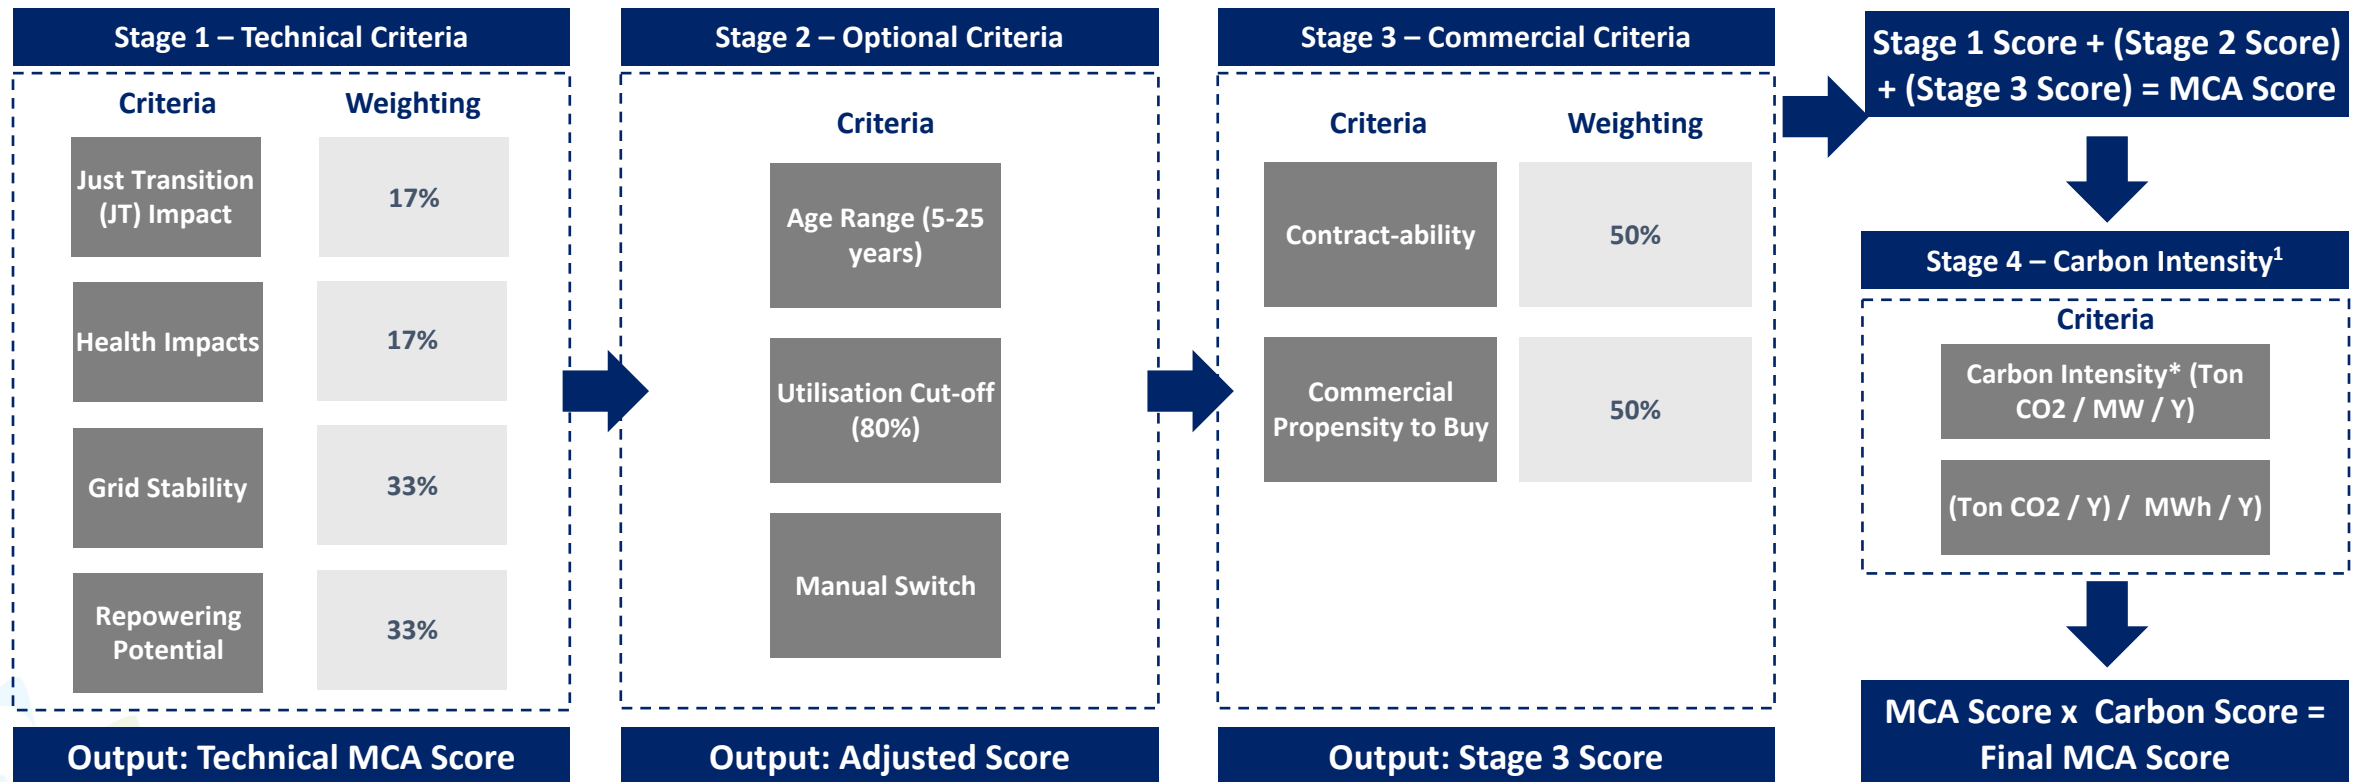 Stage 1 – Technical Criteria
Criteria
Weighting
Just Transition
(JT) Impact
17%
Health Impacts
17%
Grid Stability
33%
Repowering
Potential
33%
Output: Technical MCA Score
Stage 2 – Optional Criteria
Criteria
Age Range (5-25
years)
Utilisation Cut-off
(80%)
Manual Switch
Output: Adjusted Score
Stage 3 – Commercial Criteria
Criteria
Weighting
Contract-ability
50%
Commercial
Propensity to Buy
50%
Output: Stage 3 Score
Stage 1 Score + (Stage 2 Score)
+ (Stage 3 Score) = MCA Score
Stage 4 – Carbon Intensity¹
Criteria
Carbon Intensity* (Ton
CO2 / MW / Y)
(Ton CO2 / Y) / MWh / Y)
MCA Score x Carbon Score =
Final MCA Score